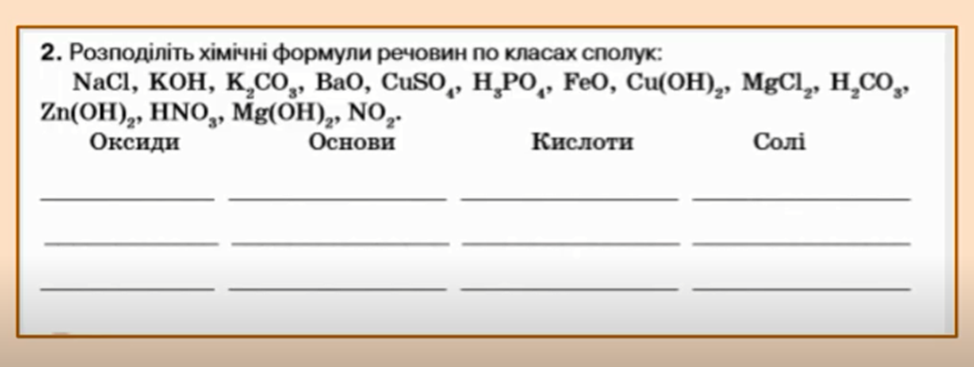 2. Розподіліть хімічні формули речовин по класах сполук:
NaCl, KOH, K₂CO₃, BaO, CuSO₄, H₃PO₄, FeO, Cu(OH)₂, MgCl₂, H₂CO₃,
Zn(OH)₂, HNO₃, Mg(OH)₂, NO₂.
Оксиди Основи Кислоти Солі